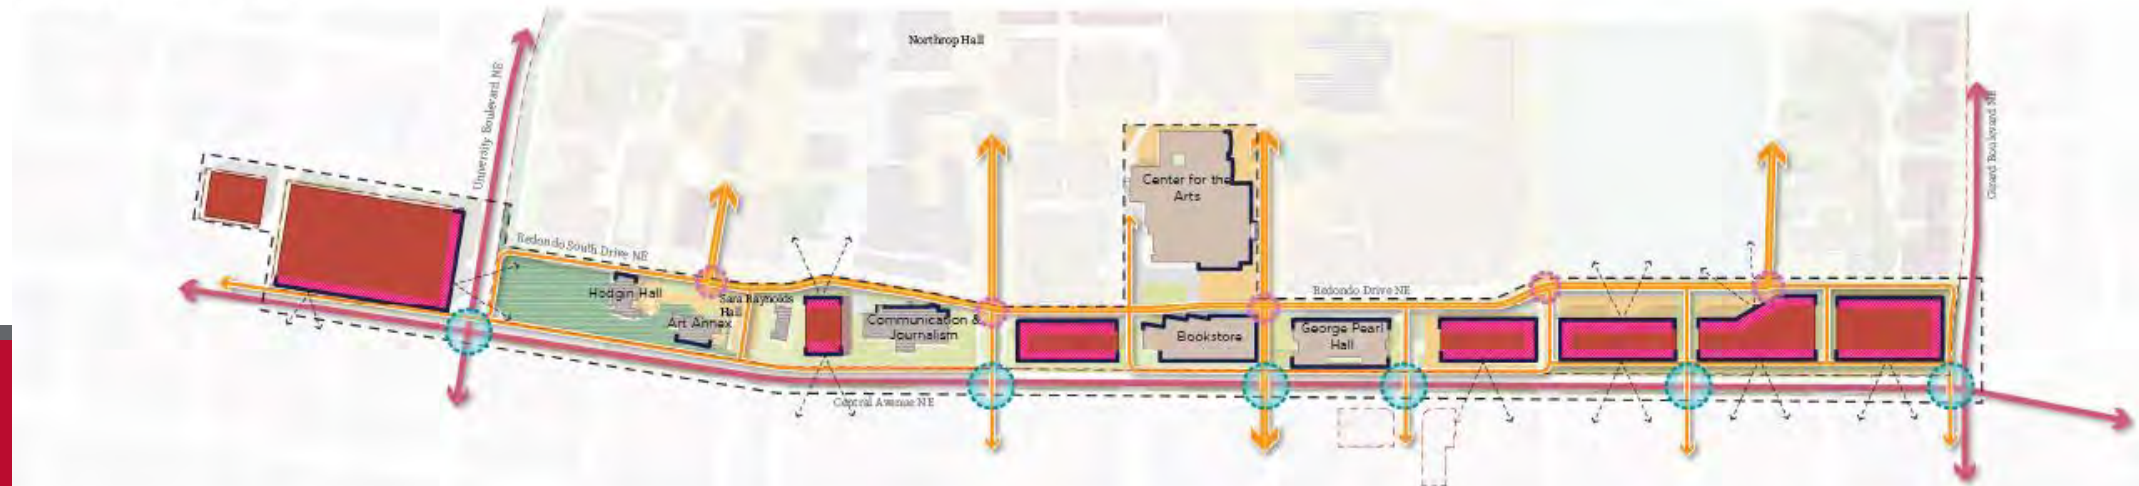 Northrop Hall
University Boulevard NE
Girard Boulevard NE
Center for the
Arts
Redondo South Drive NE
Hodgin Hall
Sara Raynolds
Hall
Art Annex
Communication &
Journalism
Redondo Drive NE
Bookstore
George Pearl
Hall
Central Avenue NE